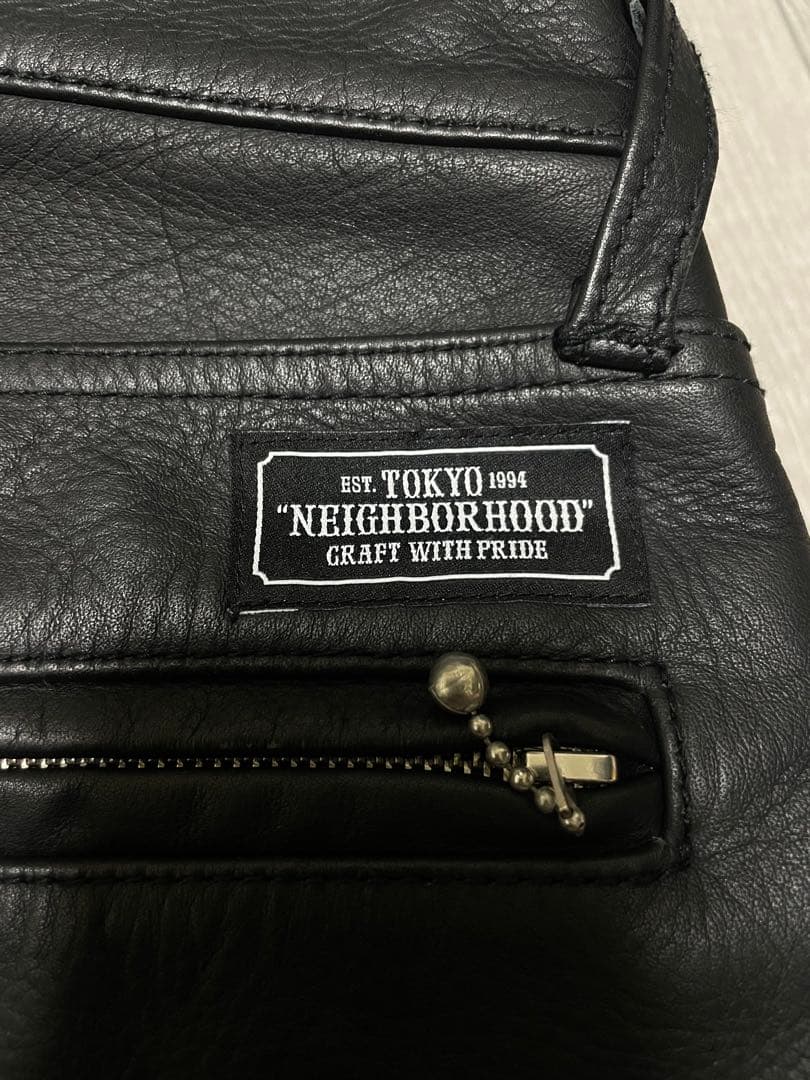 EST. TOKYO 1994
"NEIGHBORHOOD"
CRAFT WITH PRIDE